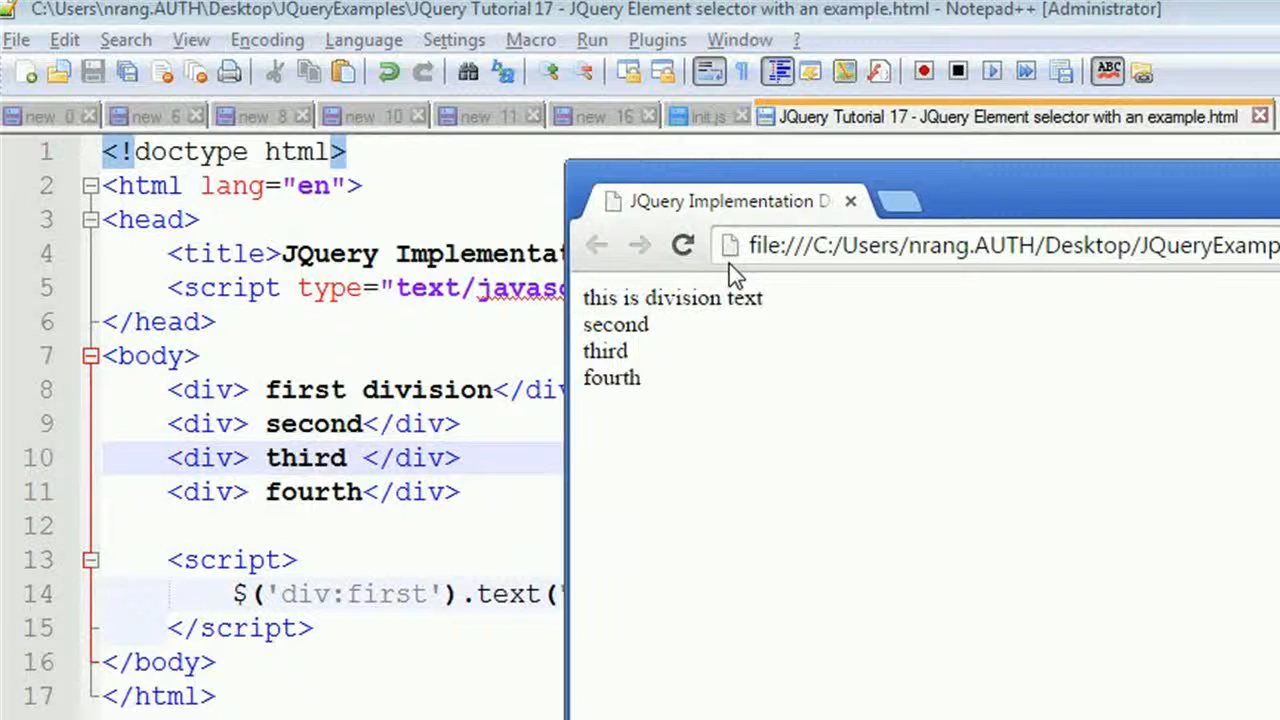 C:\Users\nrang.AUTH\Desktop\JQueryExamples\JQuery Tutorial 17 - JQuery Element selector with an example.html - Notepad++ [Administrator]
File Edit Search View Encoding Language Settings Macro Run Plugins Window ?
ABC
new 0 new 6 new 8 new 10 new 11 new 16 init.js JQuery Tutorial 17 - JQuery Element selector with an example.html
1 <!doctype html>
2 <html lang="en">
3 <head>
4 <title>JQuery Implementat
5 <script type="text/javasc
6 </head>
7 <body>
8 <div> first division</div
9 <div> second</div>
10 <div> third </div>
11 <div> fourth</div>
12
13 <script>
14 $('div:first').text("
15 </script>
16 </body>
17 </html>
JQuery Implementation D
file:///C:/Users/nrang.AUTH/Desktop/JQueryExamp
this is division text
second
third
fourth